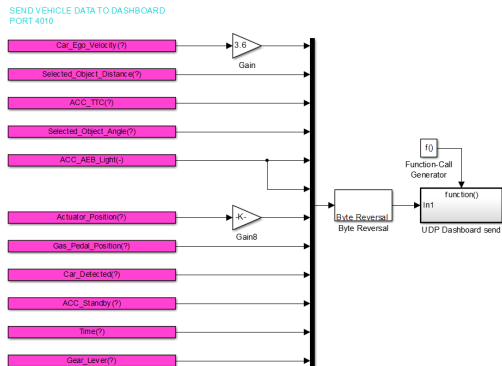 SEND VEHICLE DATA TO DASHBOARD
PORT 4010
Car_Ego_Velocity(?)
3.6
Gain
Selected_Object_Distance(?)
ACC_TTC(?)
Selected_Object_Angle(?)
ACC_AEB_Light(-)
f()
Function-Call
Generator
function()
In1
UDP Dashboard send
Byte Reversal
Byte Reversal
Actuator_Position(?)
-K-
Gain8
Gas_Pedal_Position(?)
Car_Detected(?)
ACC_Standby(?)
Time(?)
Gear_Lever(?)